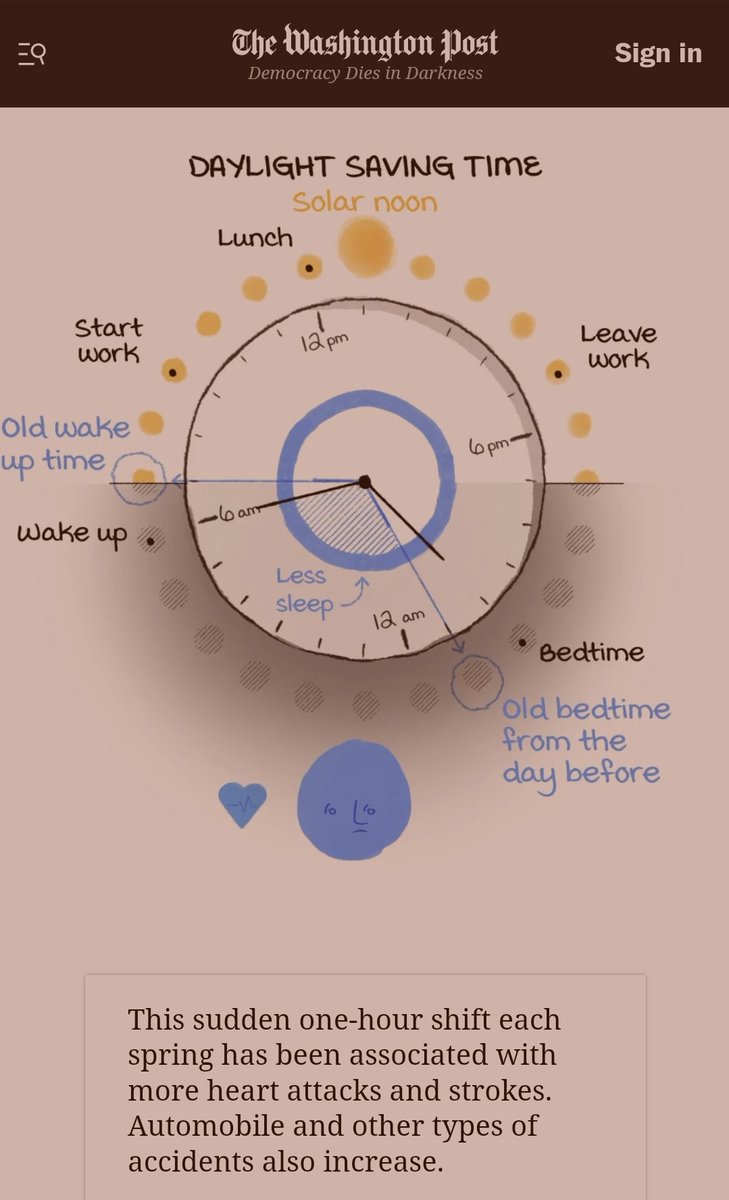 The Washington Post
Democracy Dies in Darkness
Sign in
DAYLIGHT SAVING TIME
Solar noon
Lunch
Start
work
Leave
work
12 pm
Old wake
up time
6 pm
6 am
Wake up
Less
sleep
12 am
Bedtime
Old bedtime
from the
day before
This sudden one-hour shift each
spring has been associated with
more heart attacks and strokes.
Automobile and other types of
accidents also increase.